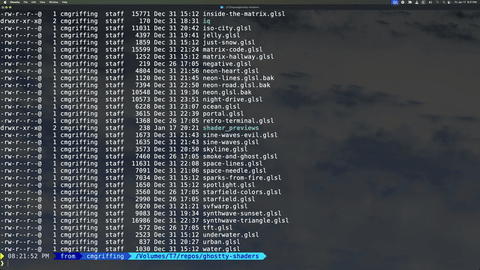 -rw-r--r--@  1 cmgriffing  staff  15771 Dec 31 15:12 inside-the-matrix.glsl
drwxr-xr-x@  2 cmgriffing  staff    170 Dec 31 18:31 iq
-rw-r--r--@  1 cmgriffing  staff  11031 Dec 31 20:42 iso-city.glsl
-rw-r--r--@  1 cmgriffing  staff   4397 Dec 31 19:41 jelly.glsl
-rw-r--r--@  1 cmgriffing  staff   1859 Dec 31 15:12 just-snow.glsl
-rw-r--r--@  1 cmgriffing  staff  15599 Dec 31 21:24 matrix-code.glsl
-rw-r--r--@  1 cmgriffing  staff   1252 Dec 31 15:12 matrix-hallway.glsl
-rw-r--r--@  1 cmgriffing  staff    219 Dec 26 17:05 negative.glsl
-rw-r--r--@  1 cmgriffing  staff   4804 Dec 31 21:56 neon-heart.glsl
-rw-r--r--@  1 cmgriffing  staff   1120 Dec 31 21:45 neon-lines.glsl.bak
-rw-r--r--@  1 cmgriffing  staff   7394 Dec 31 22:50 neon-road.glsl.bak
-rw-r--r--@  1 cmgriffing  staff  10548 Dec 31 19:36 neon.glsl.bak
-rw-r--r--@  1 cmgriffing  staff  10573 Dec 31 23:51 night-drive.glsl
-rw-r--r--@  1 cmgriffing  staff   6228 Dec 31 23:07 ocean.glsl
-rw-r--r--@  1 cmgriffing  staff   3615 Dec 31 22:39 portal.glsl
-rw-r--r--@  1 cmgriffing  staff   1368 Dec 26 17:05 retro-terminal.glsl
drwxr-xr-x@  2 cmgriffing  staff    238 Jan 17 20:21 shader_previews
-rw-r--r--@  1 cmgriffing  staff   1673 Dec 31 21:43 sine-waves-evil.glsl
-rw-r--r--@  1 cmgriffing  staff   1635 Dec 31 21:43 sine-waves.glsl
-rw-r--r--@  1 cmgriffing  staff   3573 Dec 31 20:50 skyline.glsl
-rw-r--r--@  1 cmgriffing  staff   7460 Dec 26 17:05 smoke-and-ghost.glsl
-rw-r--r--@  1 cmgriffing  staff  11631 Dec 31 22:08 space-lines.glsl
-rw-r--r--@  1 cmgriffing  staff   7091 Dec 31 20:36 space-needle.glsl
-rw-r--r--@  1 cmgriffing  staff   7034 Dec 31 15:12 sparks-from-fire.glsl
-rw-r--r--@  1 cmgriffing  staff   1650 Dec 31 15:12 spotlight.glsl
-rw-r--r--@  1 cmgriffing  staff   3560 Dec 26 17:05 starfield-colors.glsl
-rw-r--r--@  1 cmgriffing  staff   2990 Dec 26 17:05 starfield.glsl
-rw-r--r--@  1 cmgriffing  staff   6920 Dec 31 21:21 svfwarp.glsl
-rw-r--r--@  1 cmgriffing  staff   9083 Dec 31 19:34 synthwave-sunset.glsl
-rw-r--r--@  1 cmgriffing  staff  16986 Dec 31 22:37 synthwave-triangle.glsl
-rw-r--r--@  1 cmgriffing  staff    572 Dec 26 17:05 tft.glsl
-rw-r--r--@  1 cmgriffing  staff   2523 Dec 31 15:12 underwater.glsl
-rw-r--r--@  1 cmgriffing  staff    837 Dec 31 20:27 urban.glsl
-rw-r--r--@  1 cmgriffing  staff   1031 Dec 31 15:12 water.glsl
08:21:52 PM from cmgriffing /Volumes/T7/repos/ghostty-shaders